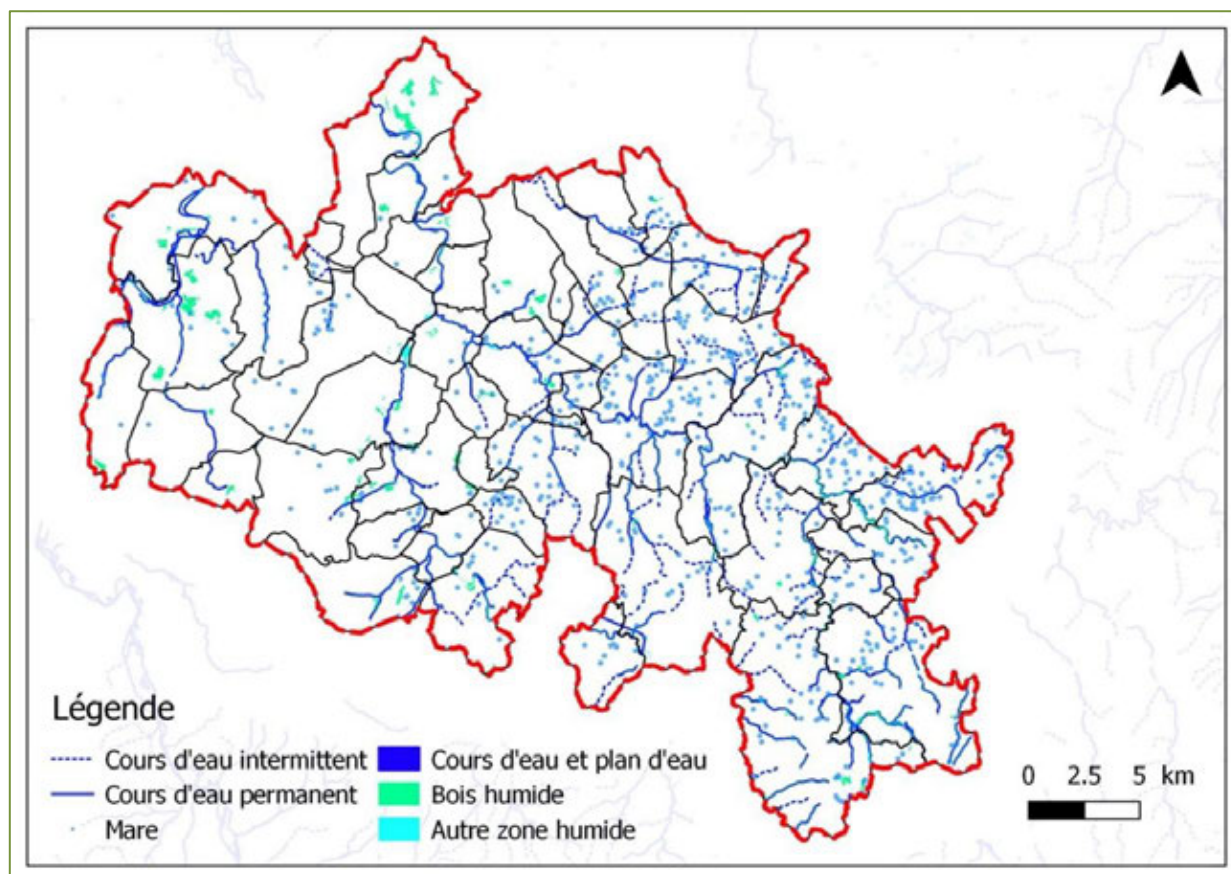 Légende
Cours d'eau intermittent
Cours d'eau permanent
Mare
Cours d'eau et plan d'eau
Bois humide
Autre zone humide
0 2.5 5 km